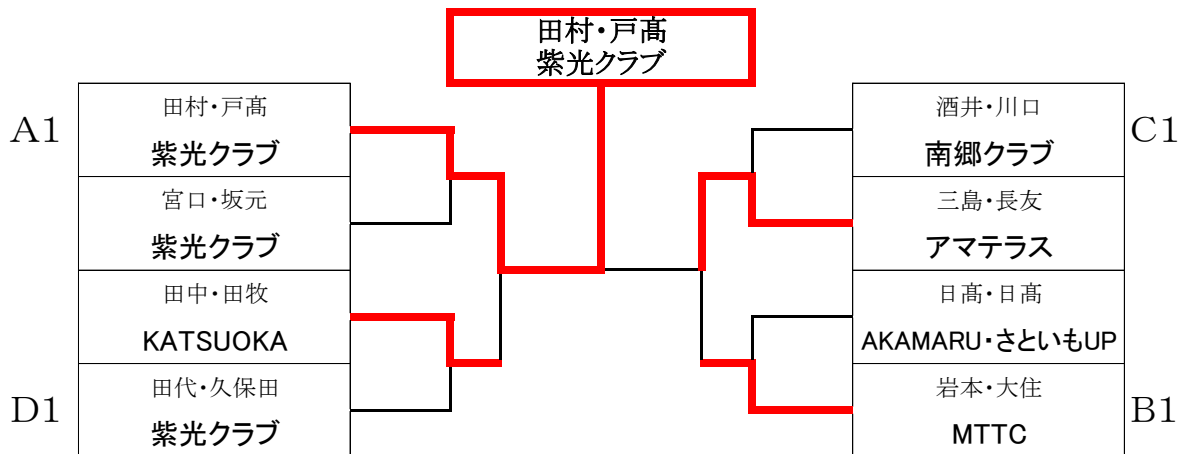 田村・戸髙
紫光クラブ
A1
田村・戸髙
紫光クラブ
宮口・坂元
紫光クラブ
田中・田牧
KATSUOKA
D1
田代・久保田
紫光クラブ
酒井・川口
南郷クラブ
C1
三島・長友
アマテラス
日髙・日髙
AKAMARU・さといもUP
岩本・大住
MTTC
B1